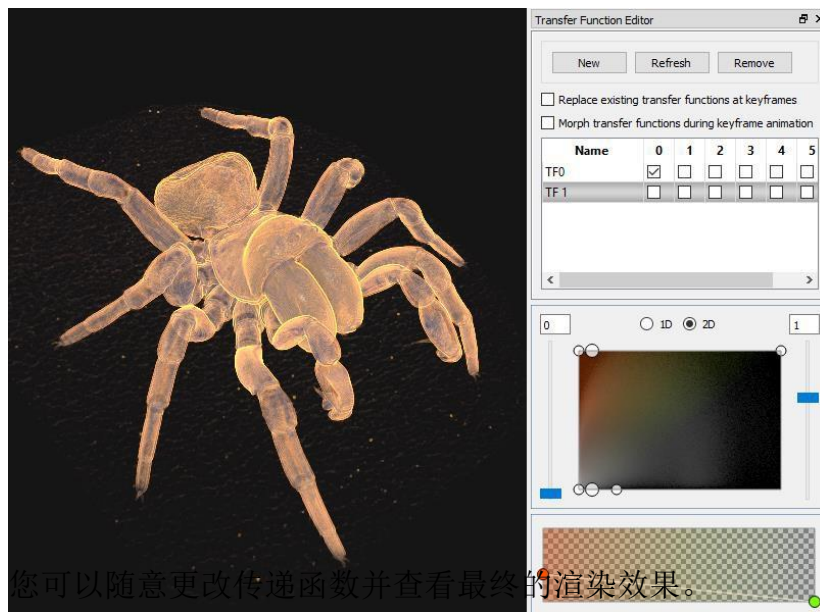 Transfer Function Editor
New Refresh Remove
Replace existing transfer functions at keyframes
Morph transfer functions during keyframe animation
Name 0 1 2 3 4 5
TF0
TF 1
0 1D 2D 1
您可以随意更改传递函数并查看最终的渲染效果。